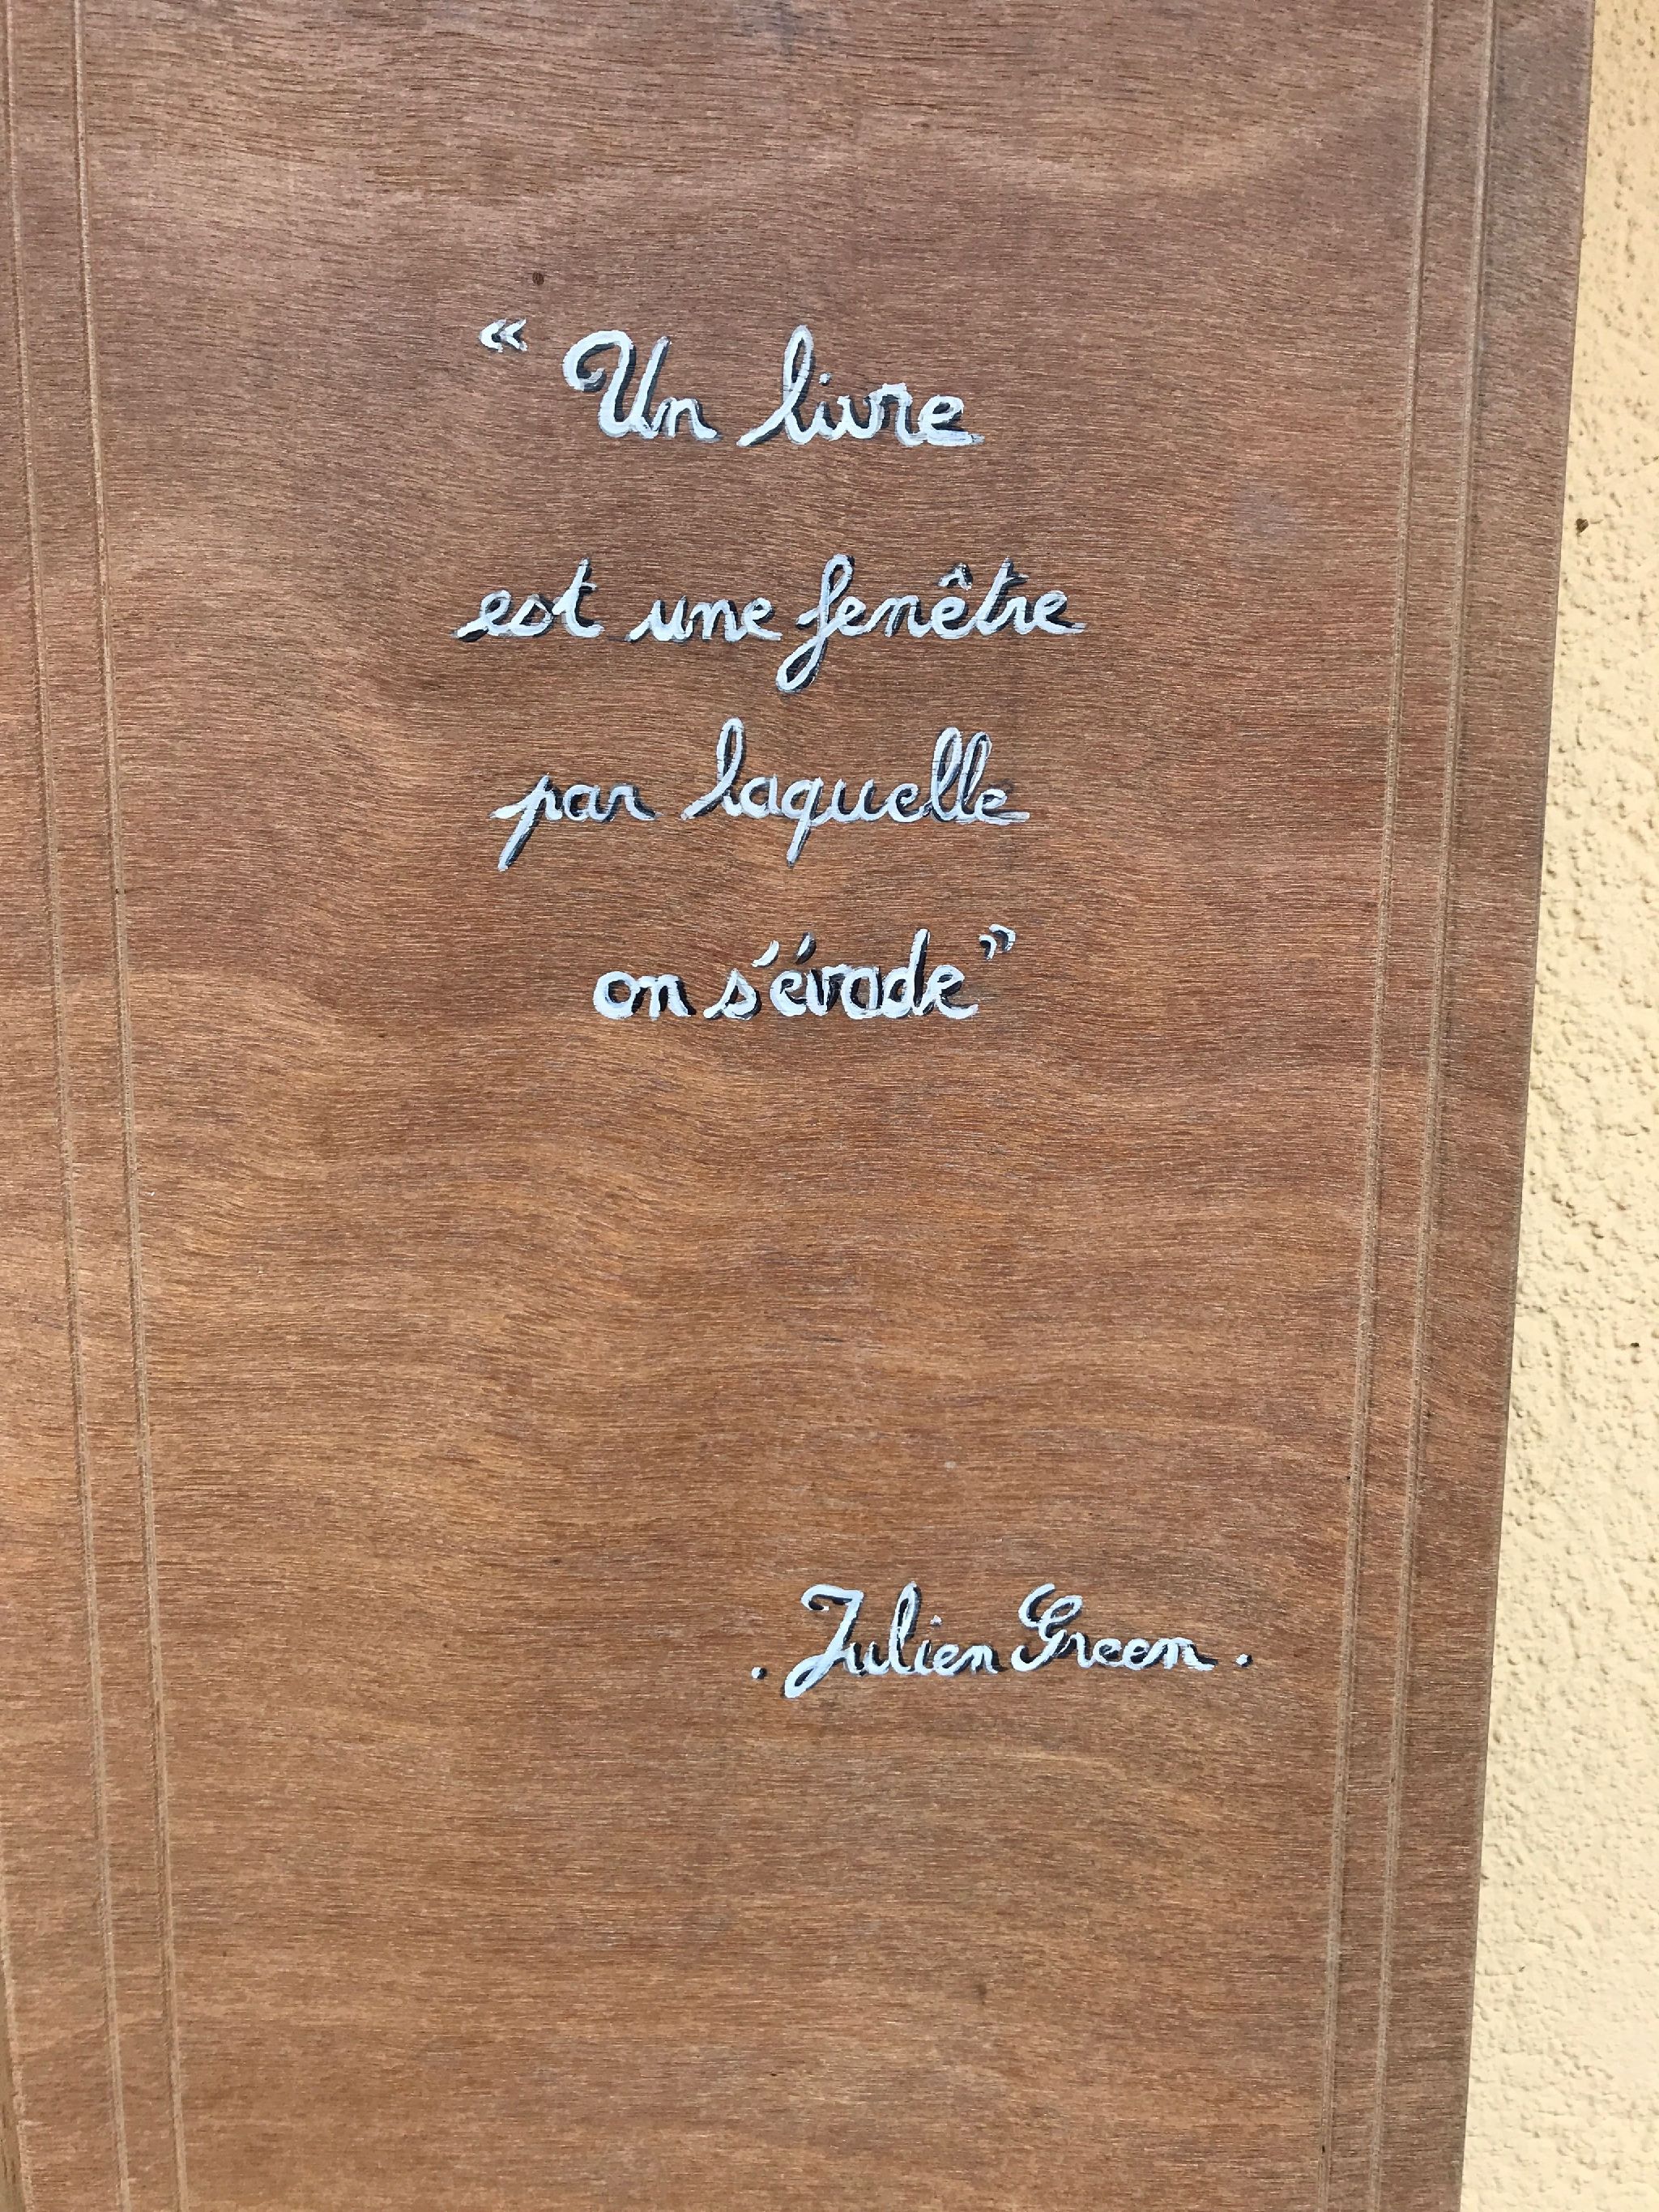 “Un livre
est une fenêtre
par laquelle
on s'évade”
. Julien Green .